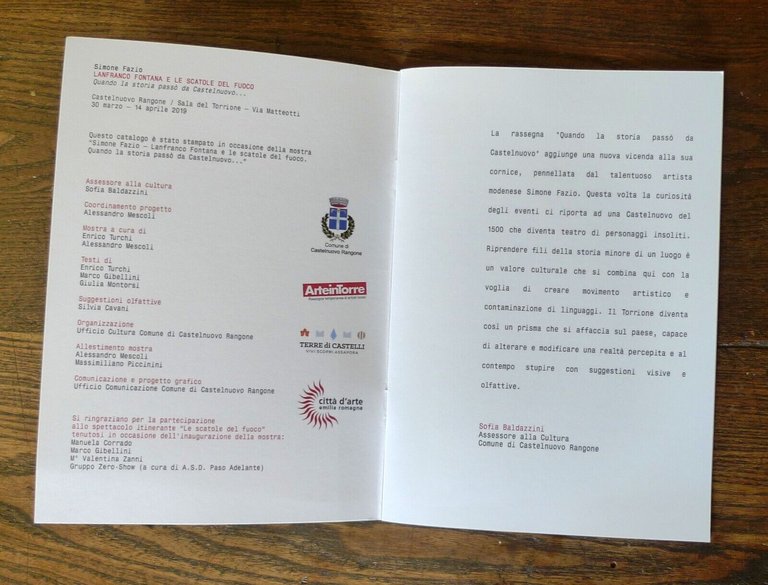 Simone Fazio
LANFRANCO FONTANA E LE SCATOLE DEL FUOCO
Quando la storia passò da Castelnuovo...
Castelnuovo Rangone / Sala del Torrione – Via Matteotti
30 marzo – 14 aprile 2019
Questo catalogo è stato stampato in occasione della mostra
"Simone Fazio – Lanfranco Fontana e le scatole del fuoco.
Quando la storia passò da Castelnuovo..."
Assessore alla cultura
Sofia Baldazzini
Coordinamento progetto
Alessandro Mescoli
Mostra a cura di
Enrico Turchi
Alessandro Mescoli
Testi di
Enrico Turchi
Marco Gibellini
Giulia Montorsi
Suggestioni olfattive
Silvia Cavani
Organizzazione
Ufficio Cultura Comune di Castelnuovo Rangone
Allestimento mostra
Alessandro Mescoli
Massimiliano Piccinini
Comunicazione e progetto grafico
Ufficio Comunicazione Comune di Castelnuovo Rangone
Si ringraziano per la partecipazione
allo spettacolo itinerante "Le scatole del fuoco"
tenutosi in occasione dell'inaugurazione della mostra:
Manuela Corrado
Marco Gibellini
Mª Valentina Zanni
Gruppo Zero-Show (a cura di A.S.D. Paso Adelante)
Comune di
Castelnuovo Rangone
ArteinTorre
TERRE di CASTELLI
VIVI SCOPRI ASSAPORA
città d'arte
emilia romagna
La rassegna "Quando la storia passò da
Castelnuovo" aggiunge una nuova vicenda alla sua
cornice, pennellata dal talentuoso artista
modenese Simone Fazio. Questa volta la curiosità
degli eventi ci riporta ad una Castelnuovo del
1500 che diventa teatro di personaggi insoliti.
Riprendere fili della storia minore di un luogo è
un valore culturale che si combina qui con la
voglia di creare movimento artistico e
contaminazione di linguaggi. Il Torrione diventa
così un prisma che si affaccia sul paese, capace
di alterare e modificare una realtà percepita e al
contempo stupire con suggestioni visive e
olfattive.
Sofia Baldazzini
Assessore alla Cultura
Comune di Castelnuovo Rangone